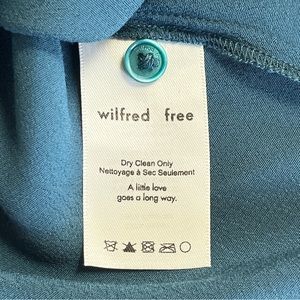 wilfred free
Dry Clean Only
Nettoyage à Sec Seulement
A little love
goes a long way.